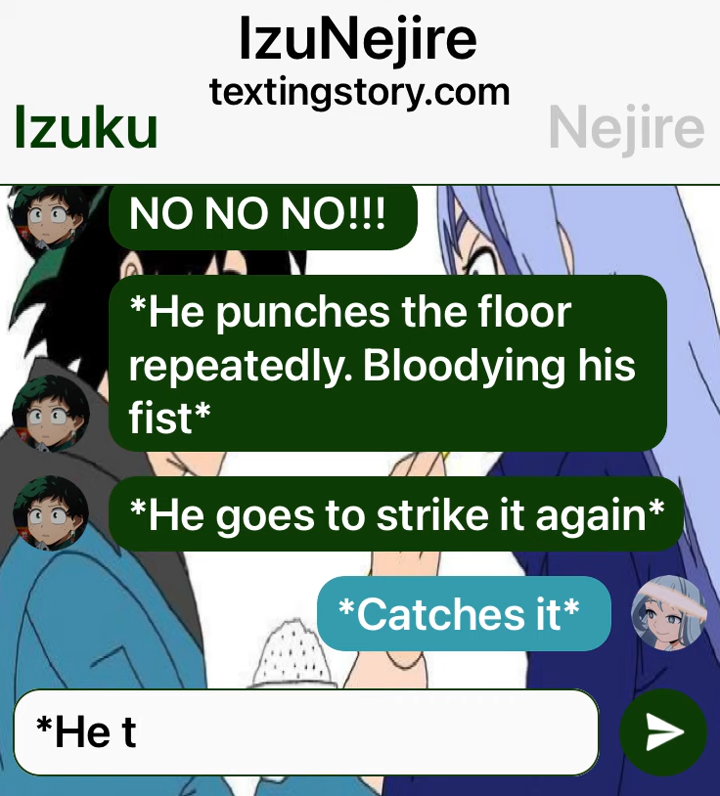 IzuNejire
textingstory.com
Izuku
Nejire
NO NO NO!!!
*He punches the floor
repeatedly. Bloodying his
fist*
*He goes to strike it again*
*Catches it*
*He t